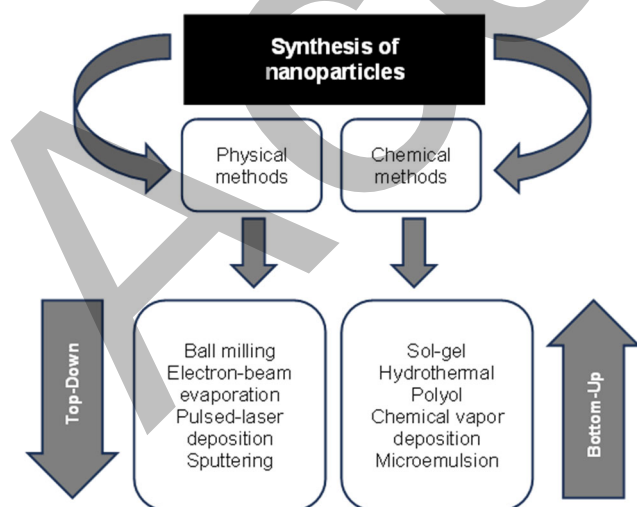 Synthesis of
nanoparticles
Physical
methods
Chemical
methods
Top-Down
Ball milling
Electron-beam
evaporation
Pulsed-laser
deposition
Sputtering
Sol-gel
Hydrothermal
Polyol
Chemical vapor
deposition
Microemulsion
Bottom-Up